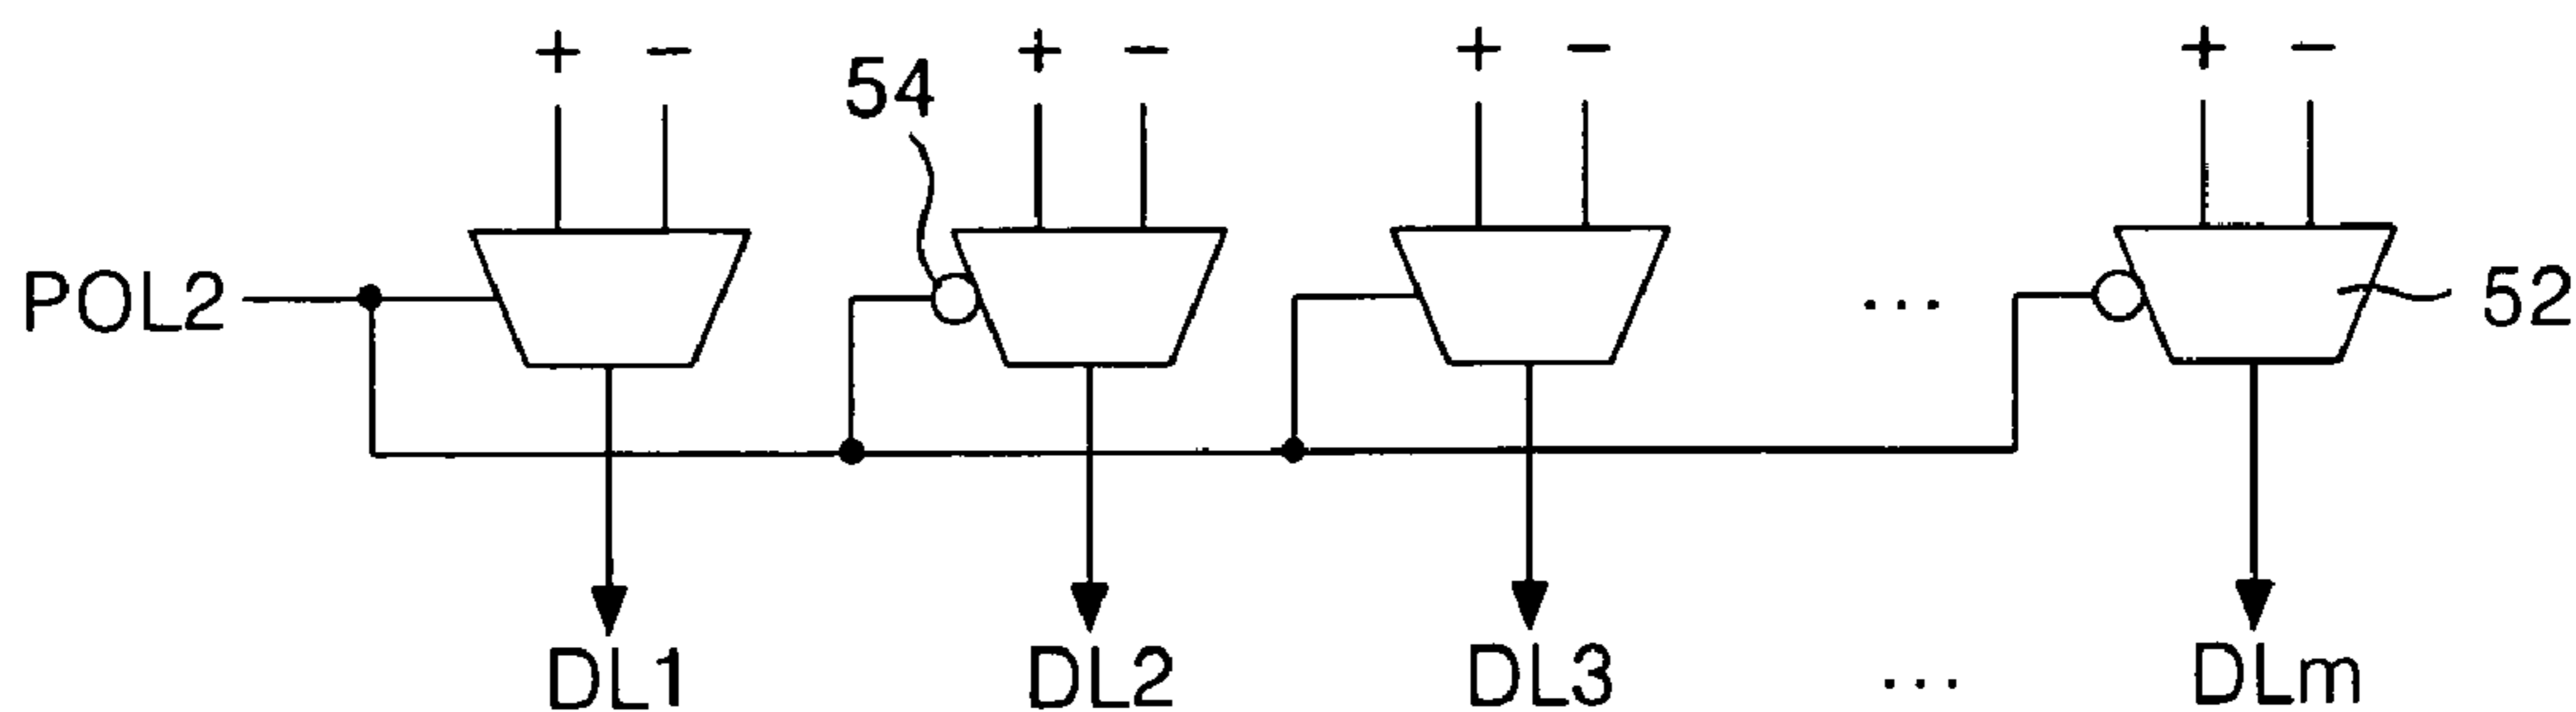 + − + − + − + −
54
POL2 ... 52
DL1 DL2 DL3 ... DLm